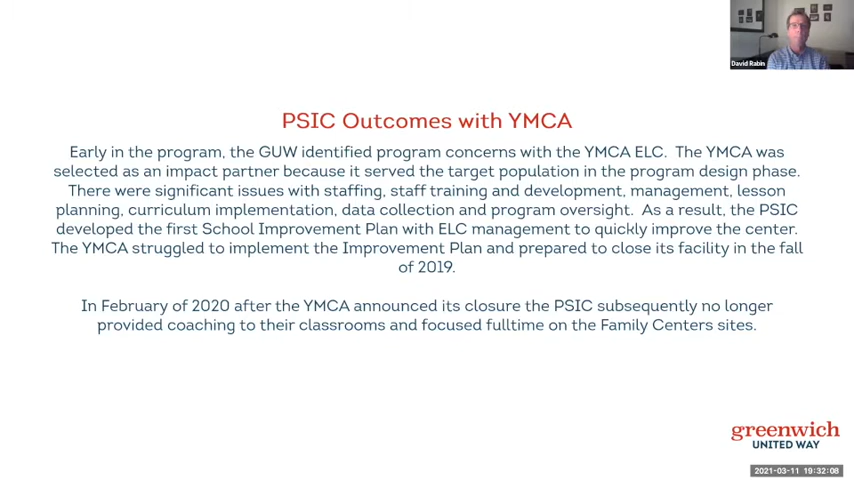 David Rabin
PSIC Outcomes with YMCA
Early in the program, the GUW identified program concerns with the YMCA ELC. The YMCA was
selected as an impact partner because it served the target population in the program design phase.
There were significant issues with staffing, staff training and development, management, lesson
planning, curriculum implementation, data collection and program oversight. As a result, the PSIC
developed the first School Improvement Plan with ELC management to quickly improve the center.
The YMCA struggled to implement the Improvement Plan and prepared to close its facility in the fall
of 2019.
In February of 2020 after the YMCA announced its closure the PSIC subsequently no longer
provided coaching to their classrooms and focused fulltime on the Family Centers sites.
greenwich
UNITED WAY
2021-03-11 19:32:08